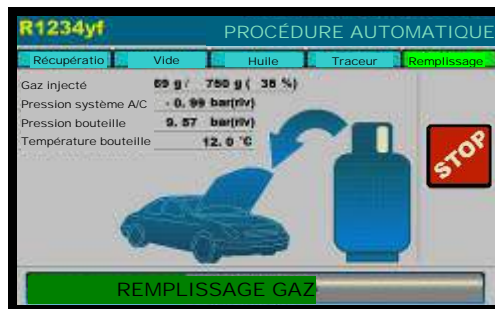 R1234yf PROCÉDURE AUTOMATIQUE
Récupératio Vide Huile Traceur Remplissage
Gaz injecté 69 g / 750 g ( 36 %)
Pression système A/C - 0. 99 bar(rlv)
Pression bouteille 9. 57 bar(rlv)
Température bouteille 12. 0 °C
STOP
REMPLISSAGE GAZ